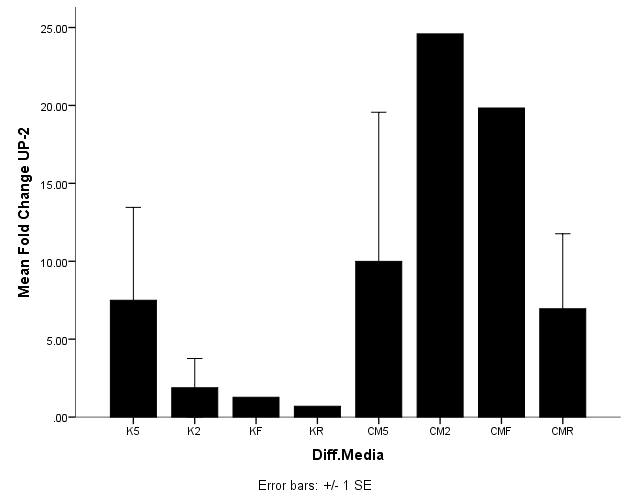 25.00
20.00
15.00
10.00
5.00
.00
Mean Fold Change UP-2
K5 K2 KF KR CM5 CM2 CMF CMR
Diff.Media
Error bars: +/- 1 SE